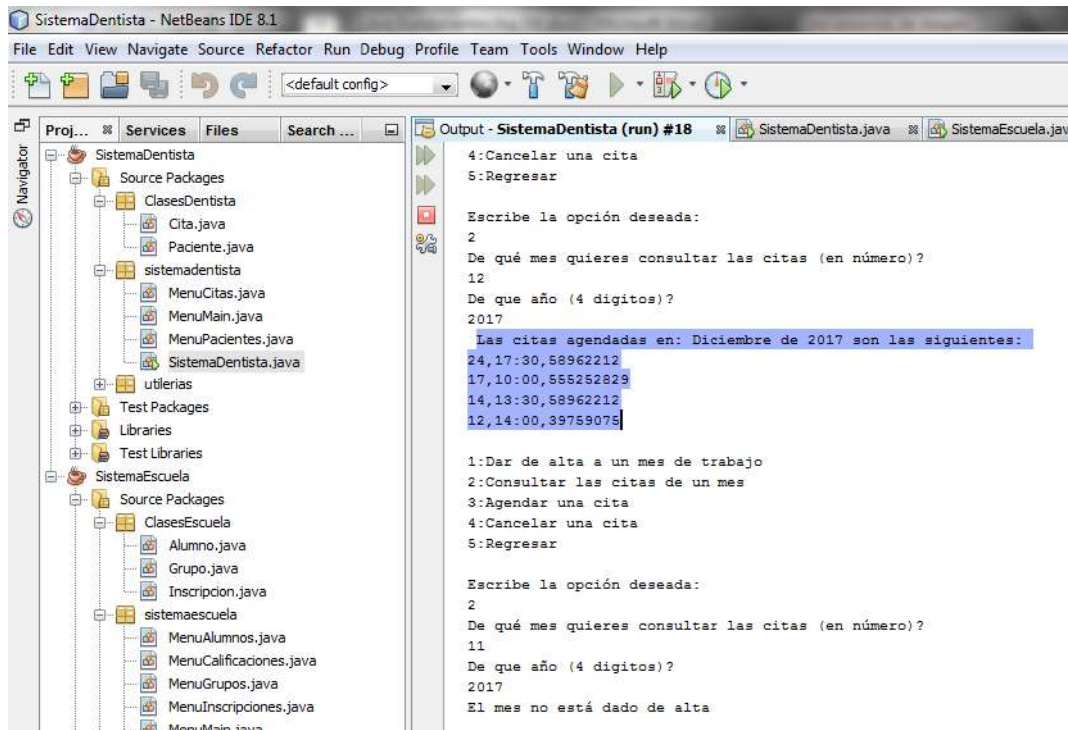 SistemaDentista - NetBeans IDE 8.1
File Edit View Navigate Source Refactor Run Debug Profile Team Tools Window Help
<default config>
Navigator
Proj... Services Files Search ...
SistemaDentista
Source Packages
ClasesDentista
Cita.java
Paciente.java
sistemadentista
MenuCitas.java
MenuMain.java
MenuPacientes.java
SistemaDentista.java
utilerias
Test Packages
Libraries
Test Libraries
SistemaEscuela
Source Packages
ClasesEscuela
Alumno.java
Grupo.java
Inscripcion.java
sistemaescuela
MenuAlumnos.java
MenuCalificaciones.java
MenuGrupos.java
MenuInscripciones.java
MenuMain.java
Output - SistemaDentista (run) #18 SistemaDentista.java SistemaEscuela.jav
4:Cancelar una cita
5:Regresar
Escribe la opción deseada:
2
De qué mes quieres consultar las citas (en número)?
12
De que año (4 digitos)?
2017
Las citas agendadas en: Diciembre de 2017 son las siguientes:
24,17:30,58962212
17,10:00,555252829
14,13:30,58962212
12,14:00,39759075
1:Dar de alta a un mes de trabajo
2:Consultar las citas de un mes
3:Agendar una cita
4:Cancelar una cita
5:Regresar
Escribe la opción deseada:
2
De qué mes quieres consultar las citas (en número)?
11
De que año (4 digitos)?
2017
El mes no está dado de alta